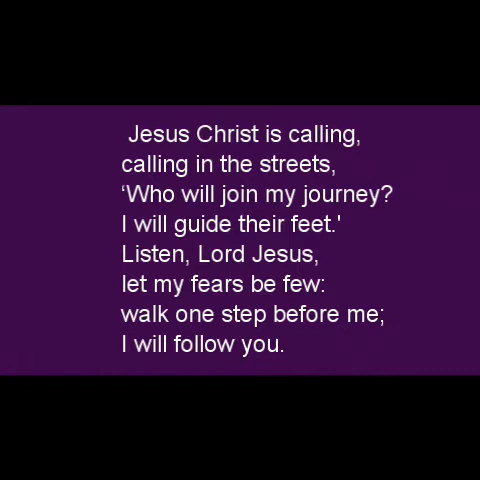 Jesus Christ is calling,
calling in the streets,
‘Who will join my journey?
I will guide their feet.'
Listen, Lord Jesus,
let my fears be few:
walk one step before me;
I will follow you.